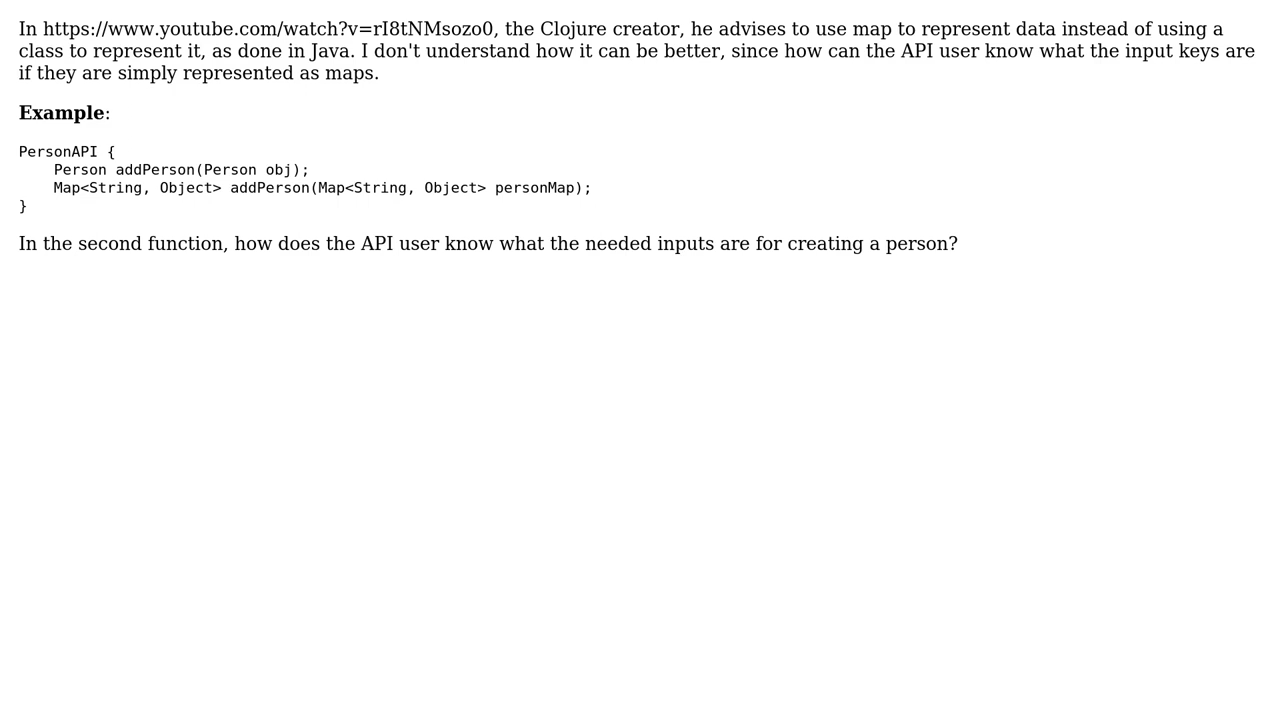 In https://www.youtube.com/watch?v=rI8tNMsozo0, the Clojure creator, he advises to use map to represent data instead of using a
class to represent it, as done in Java. I don't understand how it can be better, since how can the API user know what the input keys are
if they are simply represented as maps.
Example:
PersonAPI {
    Person addPerson(Person obj);
    Map<String, Object> addPerson(Map<String, Object> personMap);
}
In the second function, how does the API user know what the needed inputs are for creating a person?